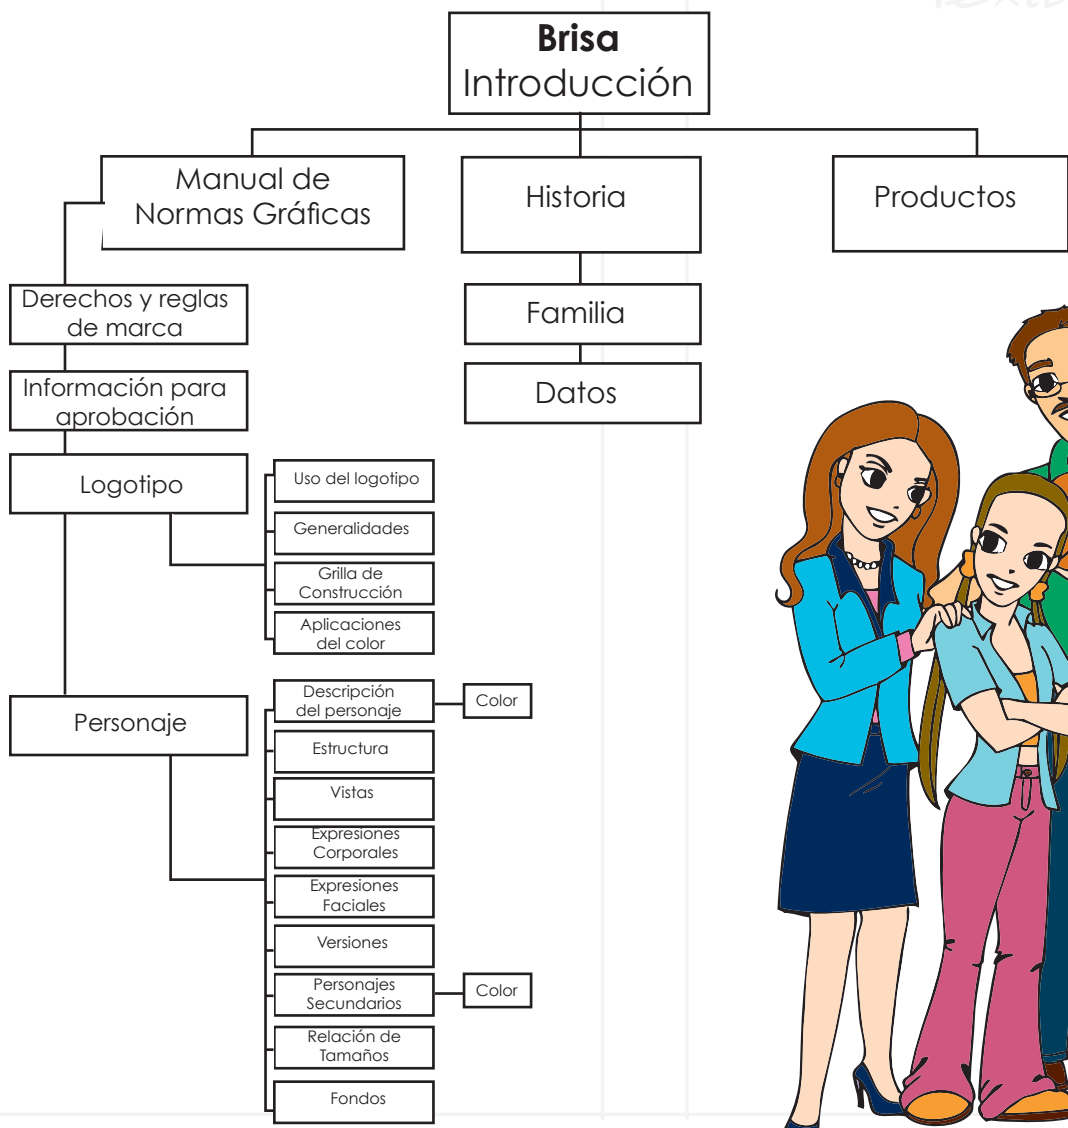 Brisa
Introducción
Manual de
Normas Gráficas
Historia
Productos
Derechos y reglas
de marca
Familia
Información para
aprobación
Datos
Logotipo
Uso del logotipo
Generalidades
Grilla de
Construcción
Aplicaciones
del color
Personaje
Descripción
del personaje
Color
Estructura
Vistas
Expresiones
Corporales
Expresiones
Faciales
Versiones
Personajes
Secundarios
Color
Relación de
Tamaños
Fondos